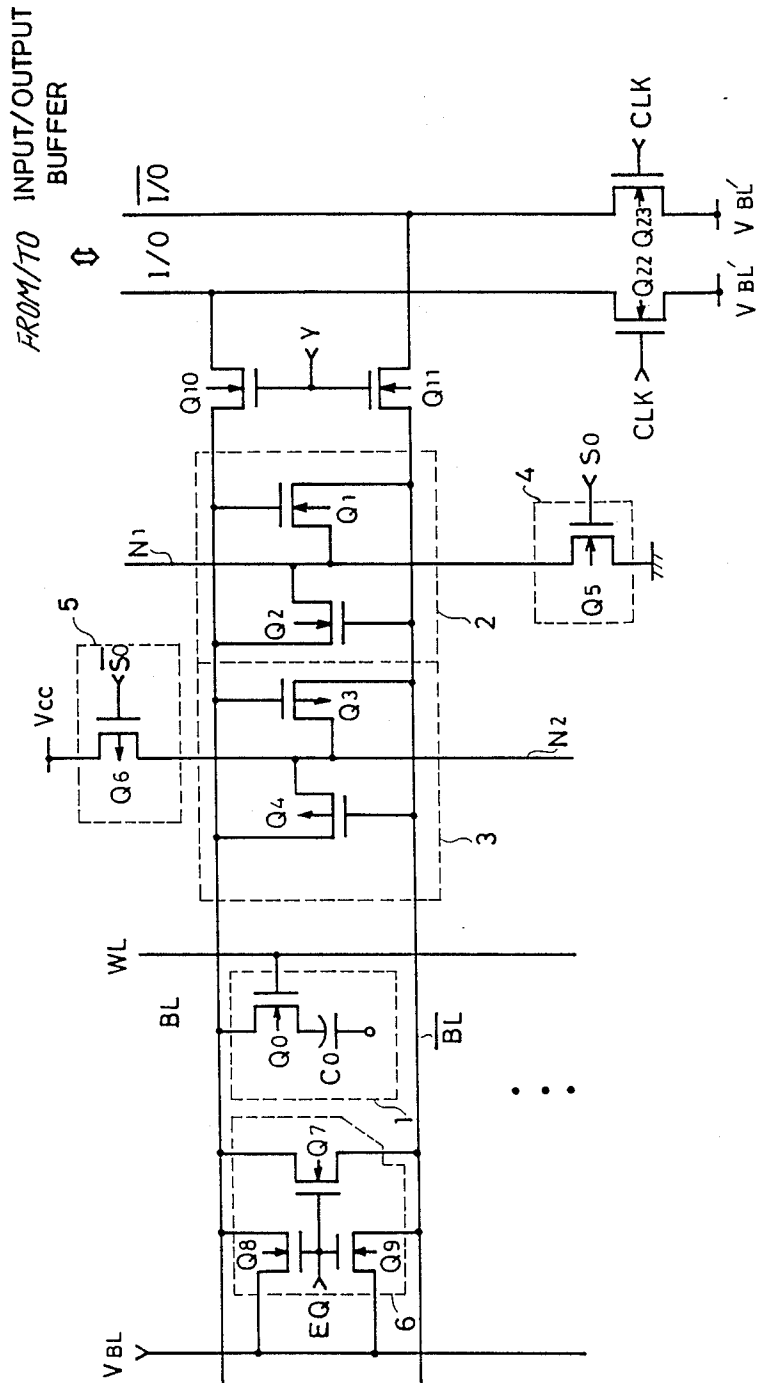 FROM/TO INPUT/OUTPUT
BUFFER
I/O
I/O
Q10
Y
Q11
CLK
Q22
Q23
CLK
VBL'
VBL'
N1
Q1
Q2
2
4
S0
Q5
5
Vcc
S0
Q6
Q3
Q4
N2
3
WL
BL
Q0
C0
BL
1
Q7
Q8
Q9
EQ
6
VBL